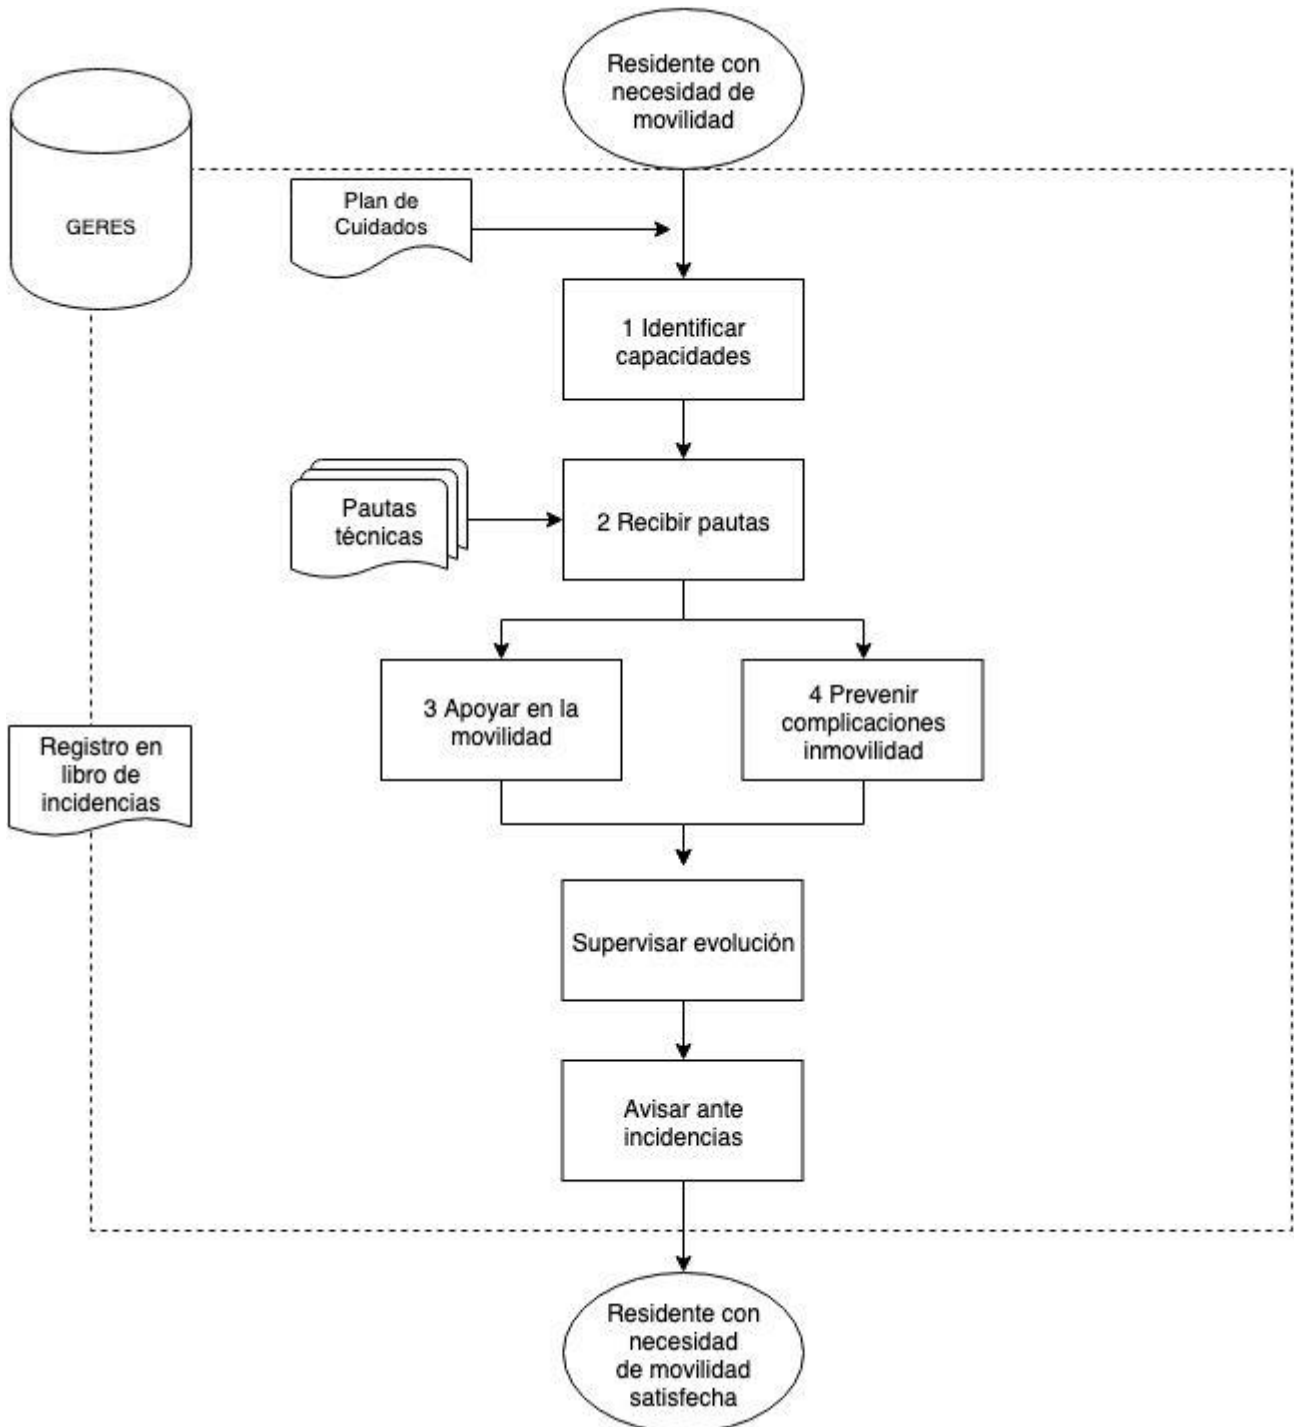 Residente con
necesidad de
movilidad
GERES
Plan de
Cuidados
1 Identificar
capacidades
Pautas
técnicas
2 Recibir pautas
3 Apoyar en la
movilidad
4 Prevenir
complicaciones
inmovilidad
Registro en
libro de
incidencias
Supervisar evolución
Avisar ante
incidencias
Residente con
necesidad
de movilidad
satisfecha